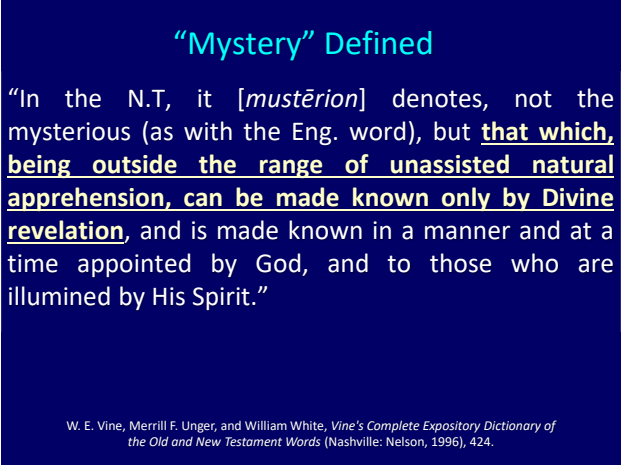 “Mystery” Defined
“In the N.T, it [mustērion] denotes, not the
mysterious (as with the Eng. word), but that which,
being outside the range of unassisted natural
apprehension, can be made known only by Divine
revelation, and is made known in a manner and at a
time appointed by God, and to those who are
illumined by His Spirit.”
W. E. Vine, Merrill F. Unger, and William White, Vine's Complete Expository Dictionary of
the Old and New Testament Words (Nashville: Nelson, 1996), 424.